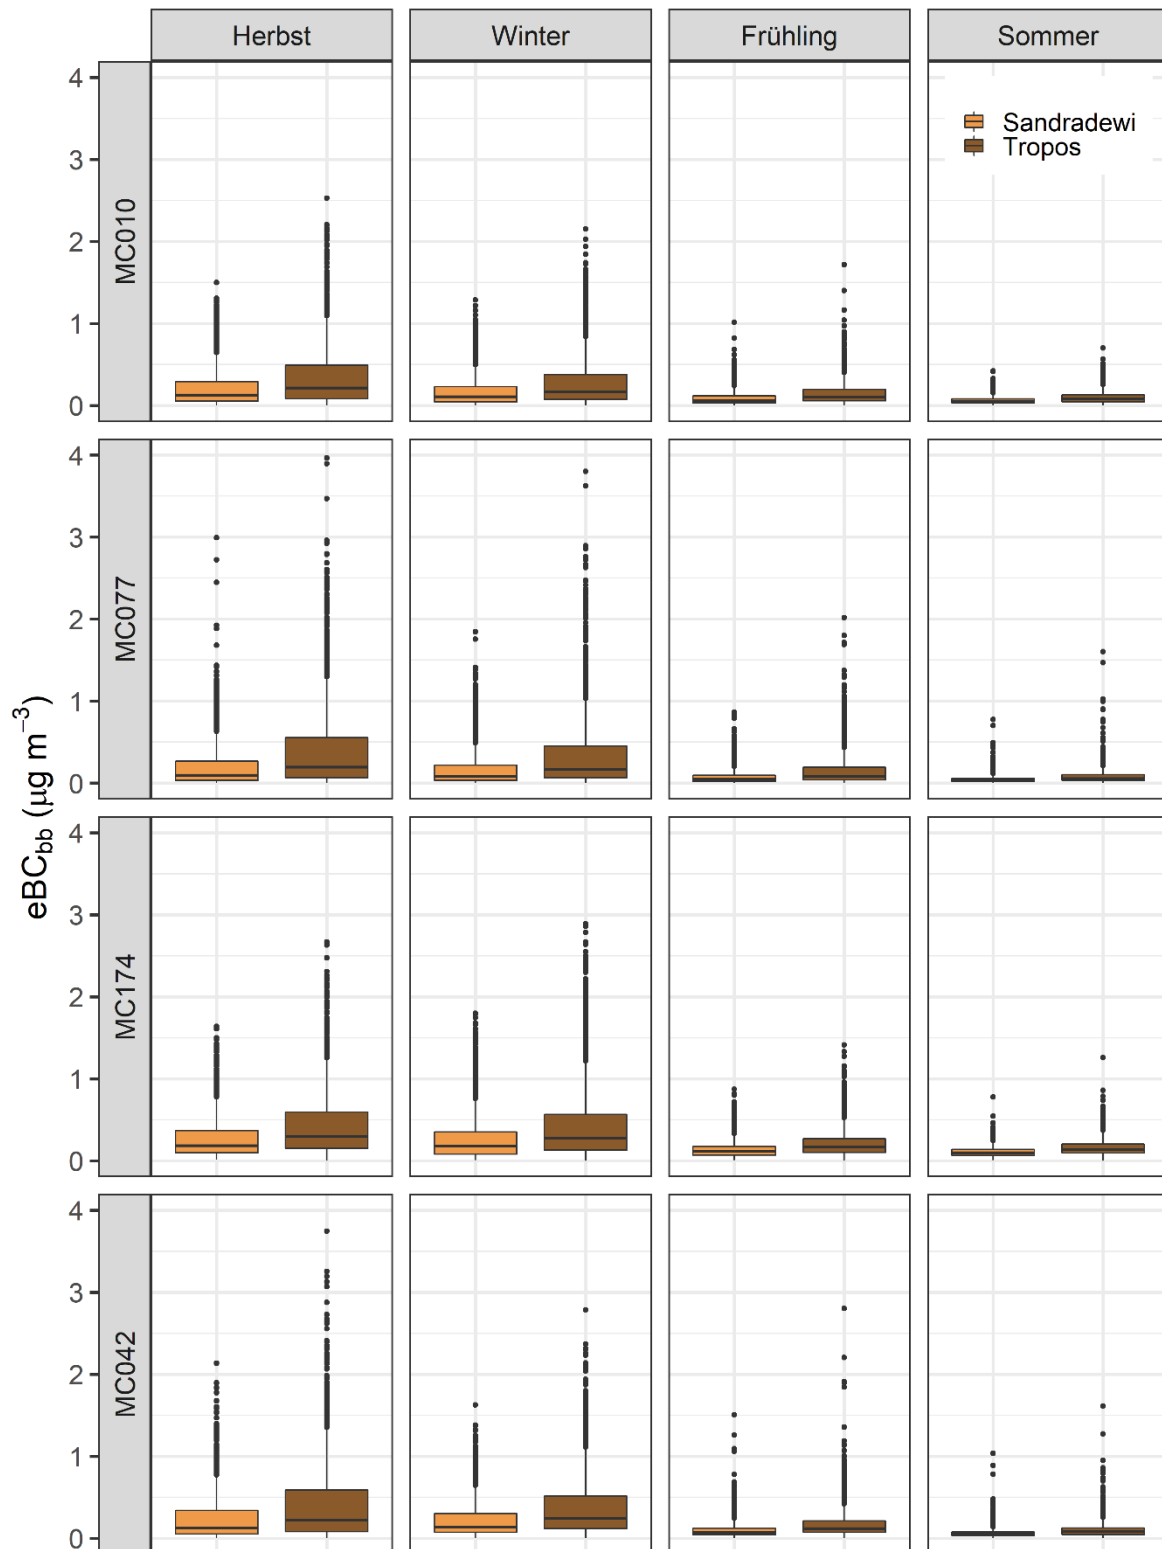 Herbst
Winter
Frühling
Sommer
Sandradewi
Tropos
eBCbb (μg m−3)
MC010
4
3
2
1
0
MC077
4
3
2
1
0
MC174
4
3
2
1
0
MC042
4
3
2
1
0